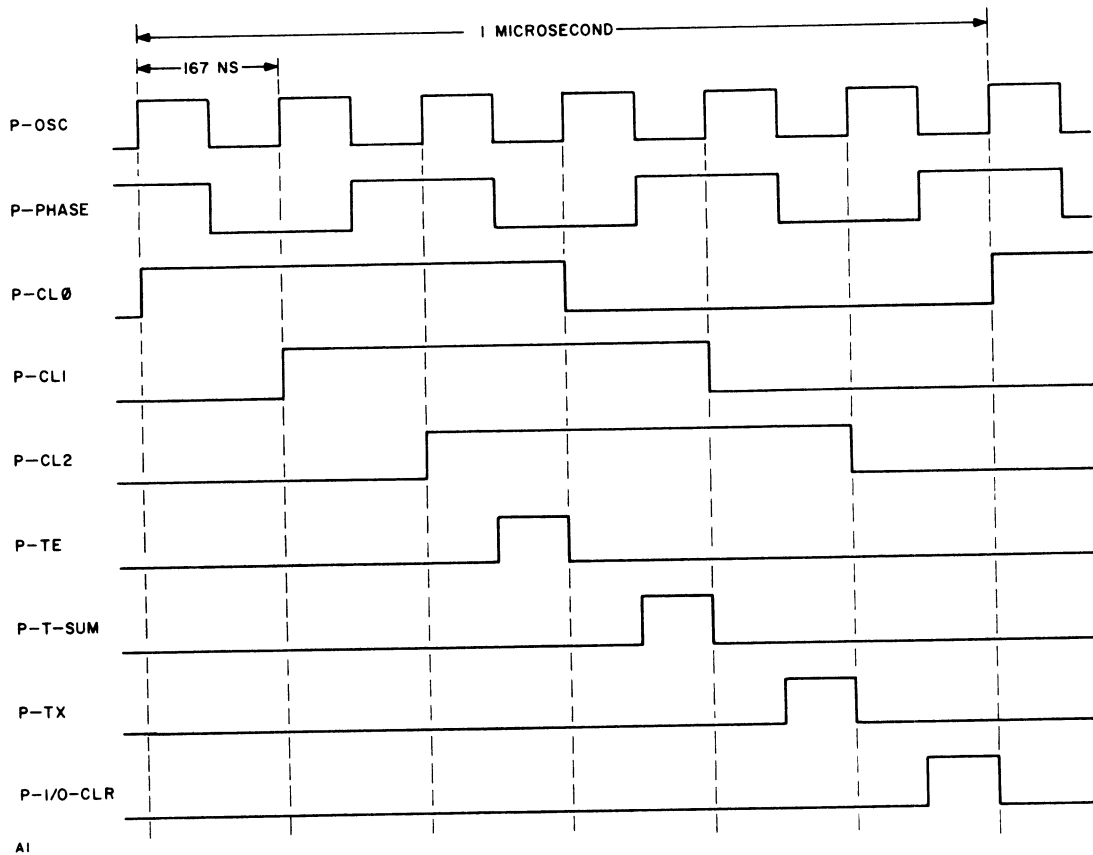 1 MICROSECOND
167 NS
P-OSC
P-PHASE
P-CLØ
P-CL1
P-CL2
P-TE
P-T-SUM
P-TX
P-I/O-CLR
A1